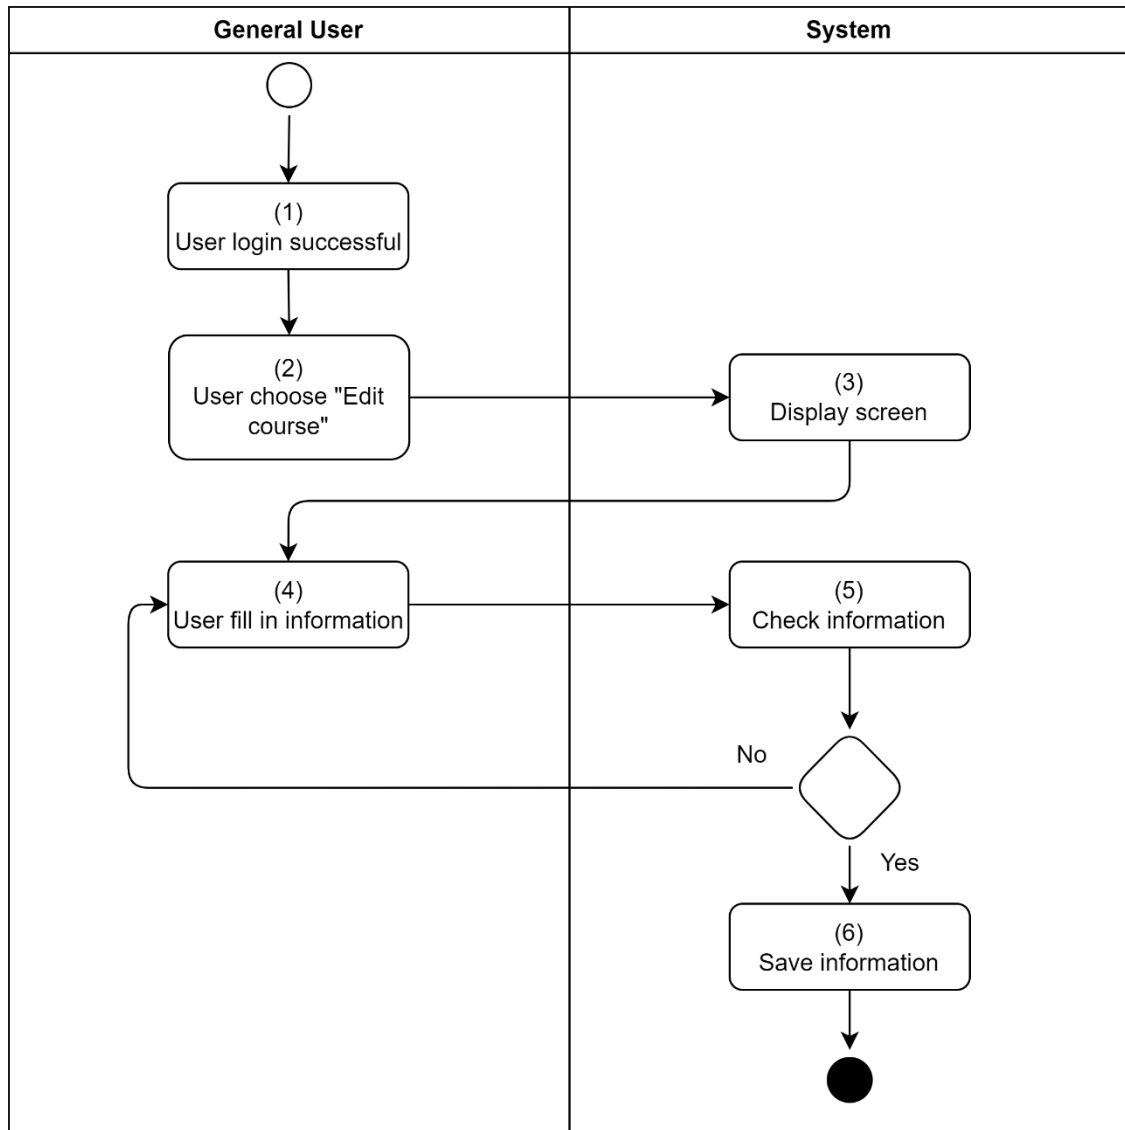 General User
System
(1)
User login successful
(2)
User choose "Edit
course"
(3)
Display screen
(4)
User fill in information
(5)
Check information
No
Yes
(6)
Save information